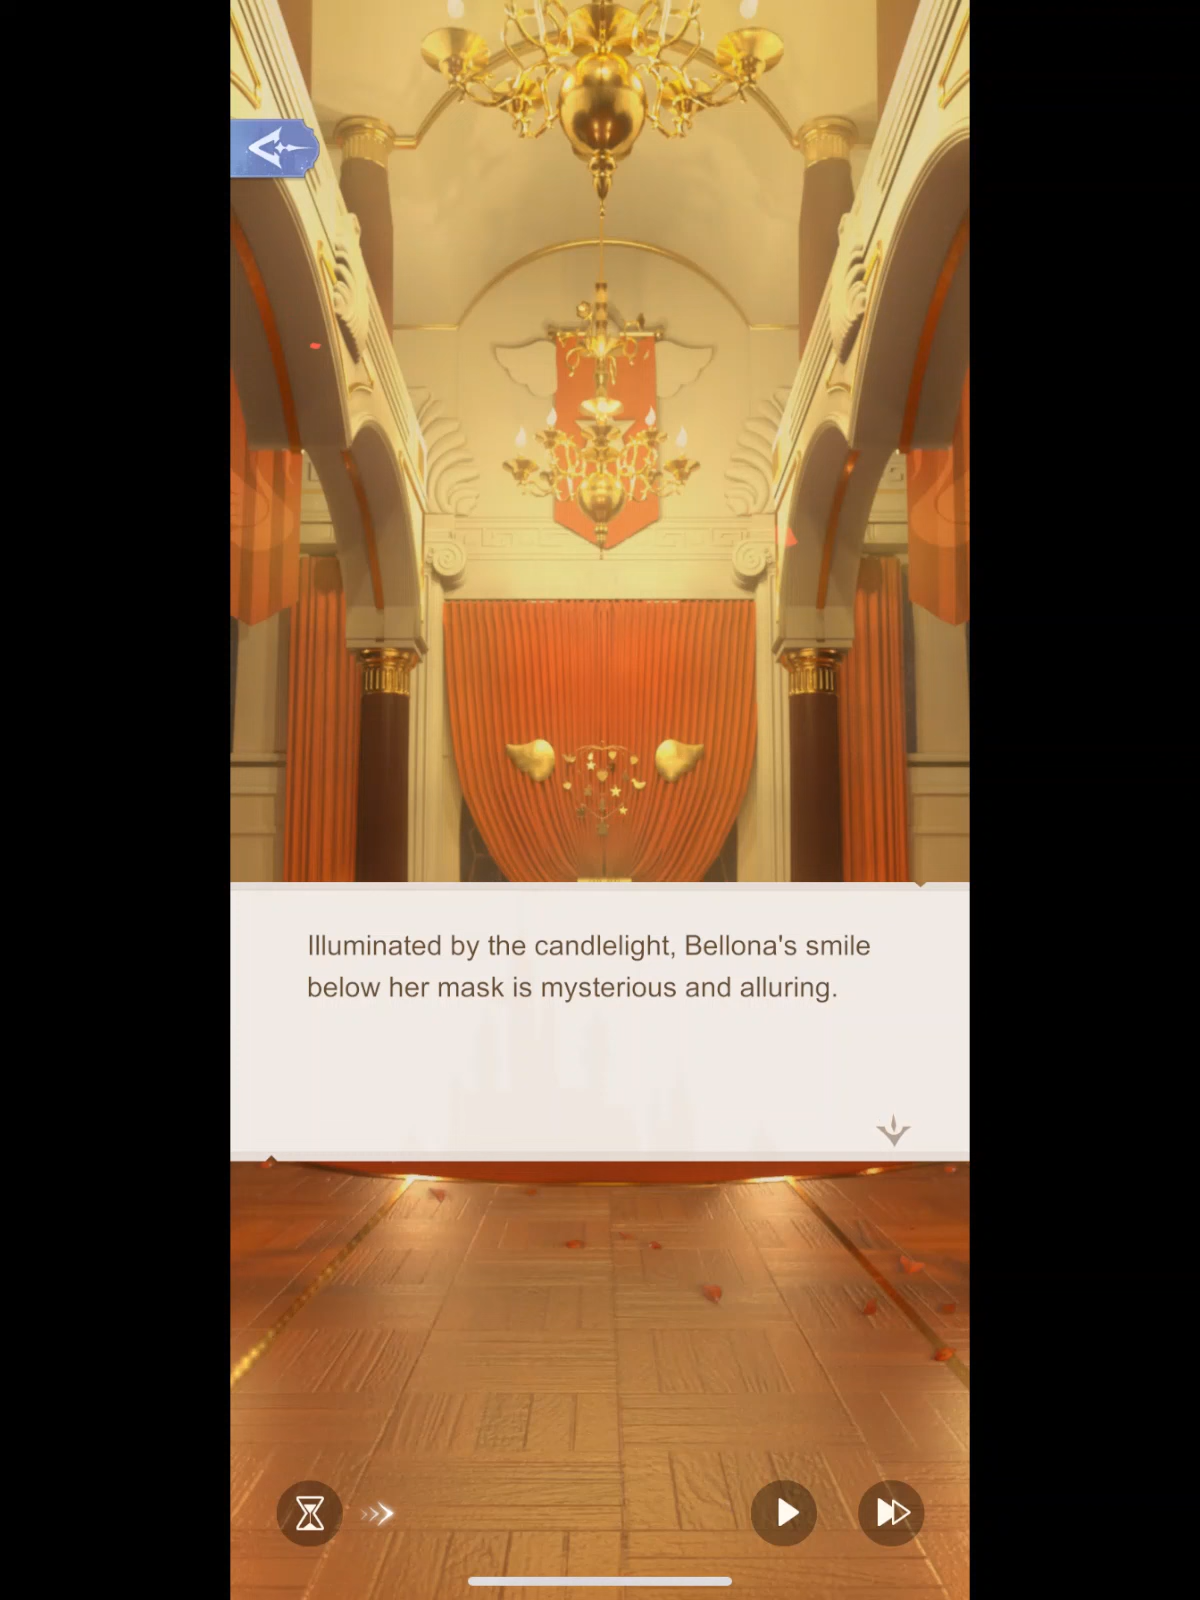 Illuminated by the candlelight, Bellona's smile
below her mask is mysterious and alluring.